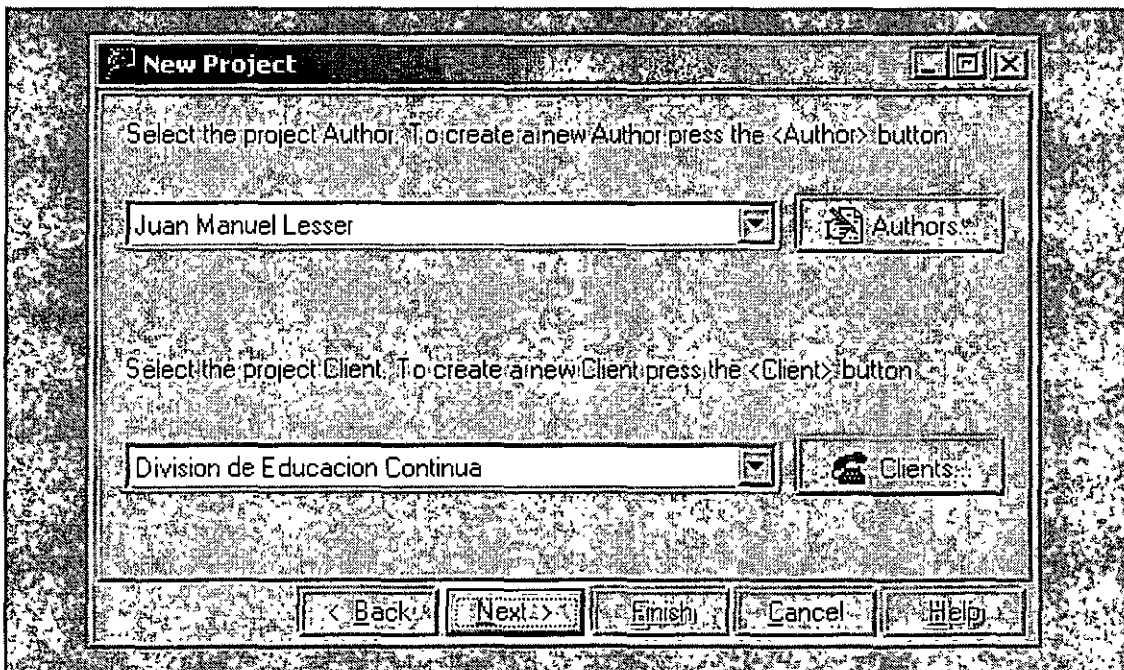 New Project
Select the project Author. To create a new Author press the <Author> button
Juan Manuel Lesser
Authors...
Select the project Client. To create a new Client press the <Client> button
Division de Educacion Continua
Clients...
< Back Next > Finish Cancel Help